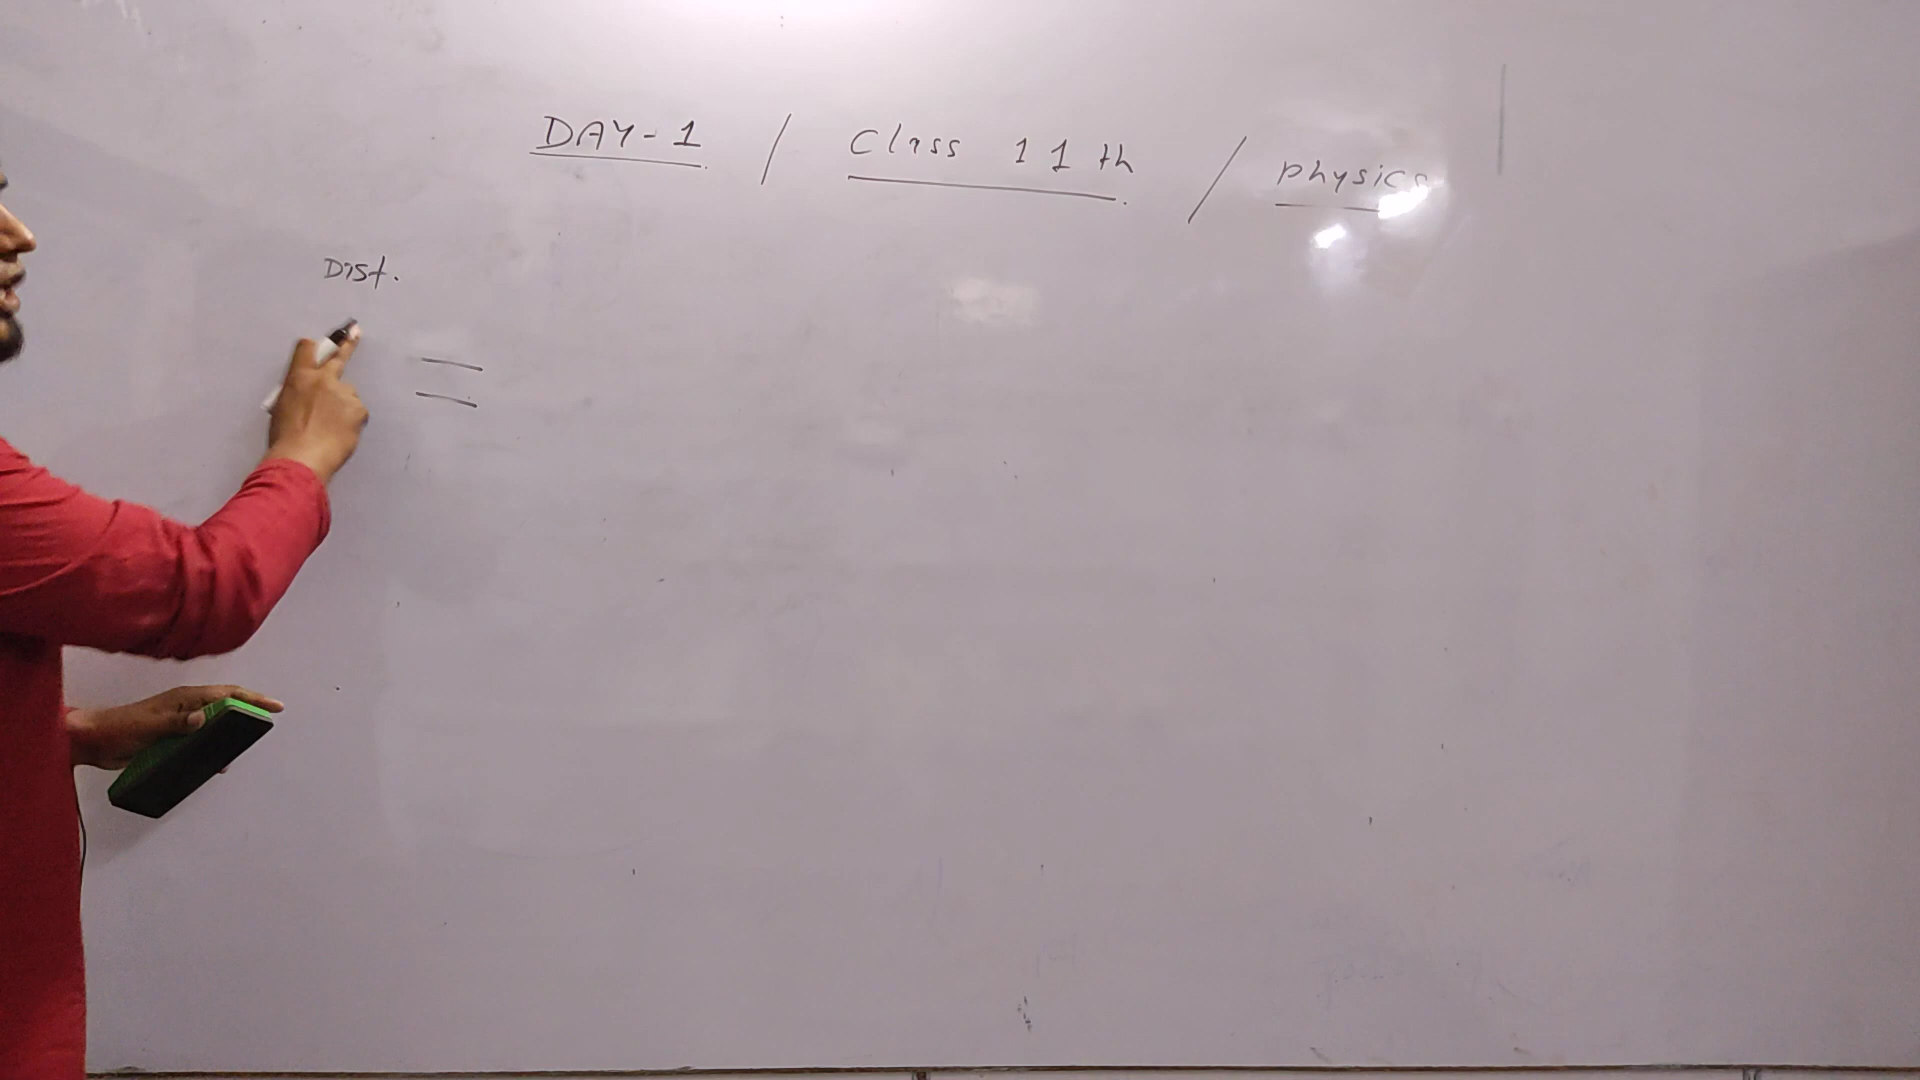 DAY-1 / Class 11th / physics
Dist.
=